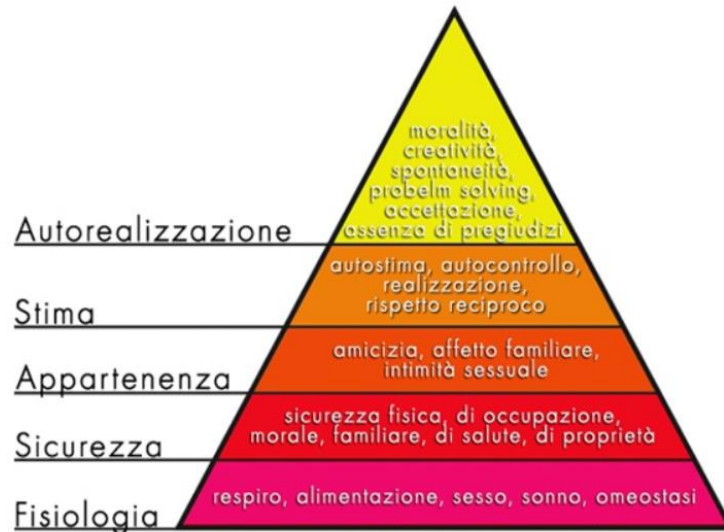 moralità,
creatività,
spontaneità,
probelm solving,
accettazione,
assenza di pregiudizi
Autorealizzazione
autostima, autocontrollo,
realizzazione,
rispetto reciproco
Stima
amicizia, affetto familiare,
intimità sessuale
Appartenenza
sicurezza fisica, di occupazione,
morale, familiare, di salute, di proprietà
Sicurezza
respiro, alimentazione, sesso, sonno, omeostasi
Fisiologia